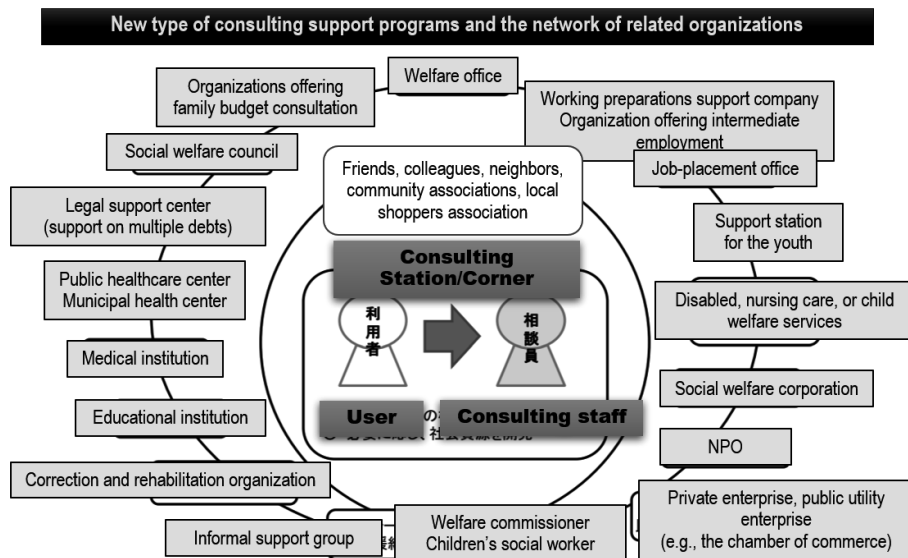 New type of consulting support programs and the network of related organizations
Welfare office
Organizations offering
family budget consultation
Working preparations support company
Organization offering intermediate
employment
Social welfare council
Job-placement office
Friends, colleagues, neighbors,
community associations, local
shoppers association
Legal support center
(support on multiple debts)
Support station
for the youth
Consulting
Station/Corner
Public healthcare center
Municipal health center
Disabled, nursing care, or child
welfare services
利用者
相談員
Medical institution
Social welfare corporation
Educational institution
User
Consulting staff
NPO
Correction and rehabilitation organization
Private enterprise, public utility
enterprise
(e.g., the chamber of commerce)
Welfare commissioner
Children's social worker
Informal support group